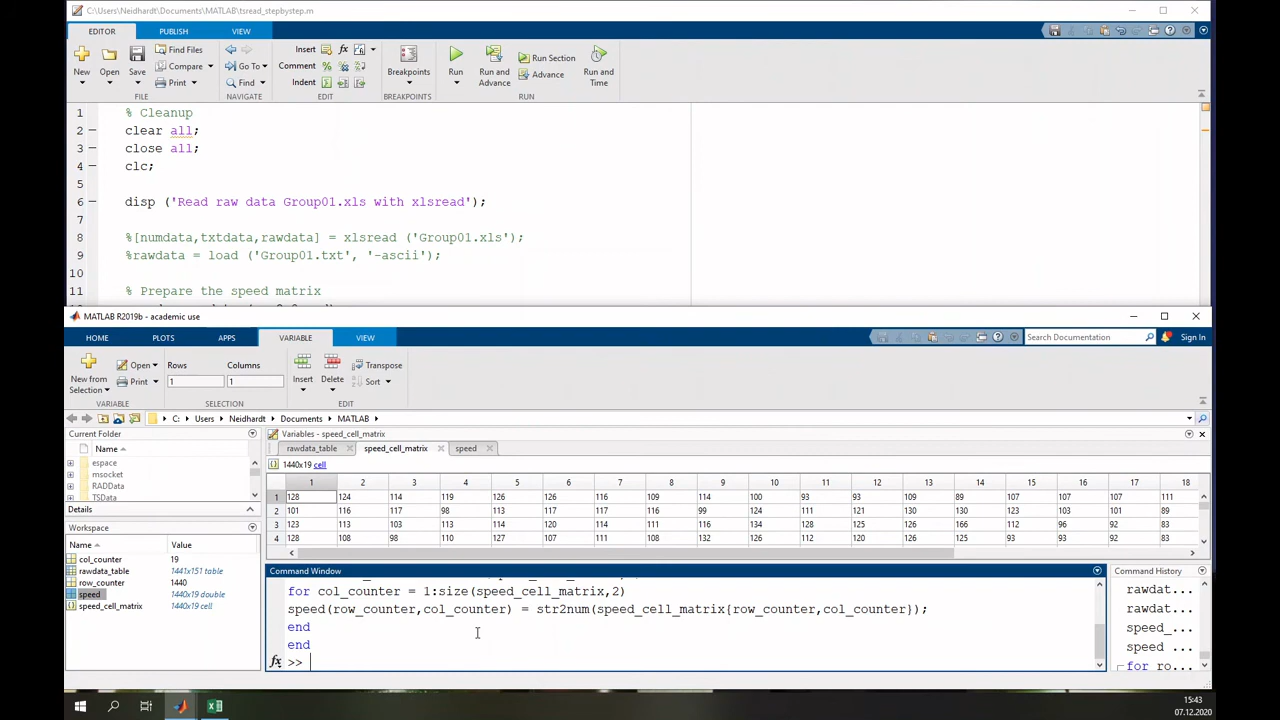 C:\Users\Neidhardt\Documents\MATLAB\tsread_stepbystep.m
EDITOR PUBLISH VIEW
New Open Save Find Files Compare Print Go To Find Insert Comment Indent Breakpoints Run Run and Advance Run Section Advance Run and Time
FILE NAVIGATE EDIT BREAKPOINTS RUN
1 % Cleanup
2 clear all;
3 close all;
4 clc;
5
6 disp ('Read raw data Group01.xls with xlsread');
7
8 %[numdata,txtdata,rawdata] = xlsread ('Group01.xls');
9 %rawdata = load ('Group01.txt', '-ascii');
10
11 % Prepare the speed matrix
MATLAB R2019b - academic use
HOME PLOTS APPS VARIABLE VIEW Search Documentation Sign In
New from Selection Open Print Rows Columns Insert Delete Transpose Sort
1 1
VARIABLE SELECTION EDIT
C: Users Neidhardt Documents MATLAB
Current Folder
Name
espace
msocket
RADData
TSData
Details
Workspace
Name Value
col_counter 19
rawdata_table 1441x151 table
row_counter 1440
speed 1440x19 double
speed_cell_matrix 1440x19 cell
Variables - speed_cell_matrix
rawdata_table speed_cell_matrix speed
1440x19 cell
1 2 3 4 5 6 7 8 9 10 11 12 13 14 15 16 17 18
1 128 124 114 119 126 126 116 109 114 100 93 93 109 89 107 107 107 111
2 101 116 117 98 113 117 117 116 99 124 111 121 130 130 123 103 101 89
3 123 113 103 113 114 120 114 111 116 134 128 125 126 166 112 96 92 83
4 128 108 98 110 127 107 111 108 132 126 112 120 126 125 113 93 92 83
Command Window
for col_counter = 1:size(speed_cell_matrix,2)
speed(row_counter,col_counter) = str2num(speed_cell_matrix{row_counter,col_counter});
end
end
fx >>
Command History
rawdat...
rawdat...
speed_...
speed ...
for ro...
15:43
07.12.2020